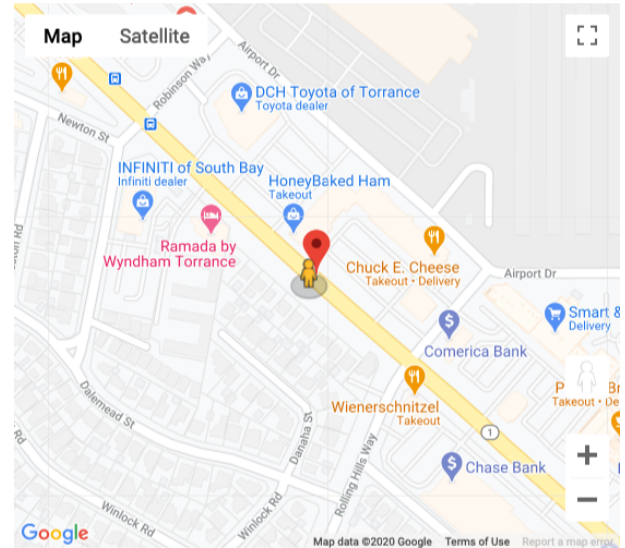 Map
Satellite
Robinson Way
Airport Dr
DCH Toyota of Torrance
Toyota dealer
Newton St
INFINITI of South Bay
Infiniti dealer
HoneyBaked Ham
Takeout
Ramada by
Wyndham Torrance
Chuck E. Cheese
Takeout • Delivery
Airport Dr
Smart &
Delivery
$
Comerica Bank
P
Br
Takeout • De
Wienerschnitzel
Takeout
1
Dalemead St
Danaha St
Rolling Hills Way
$
Chase Bank
Winlock Rd
Winlock Rd
Rd
+
−
Google
Map data ©2020 Google
Terms of Use
Report a map error